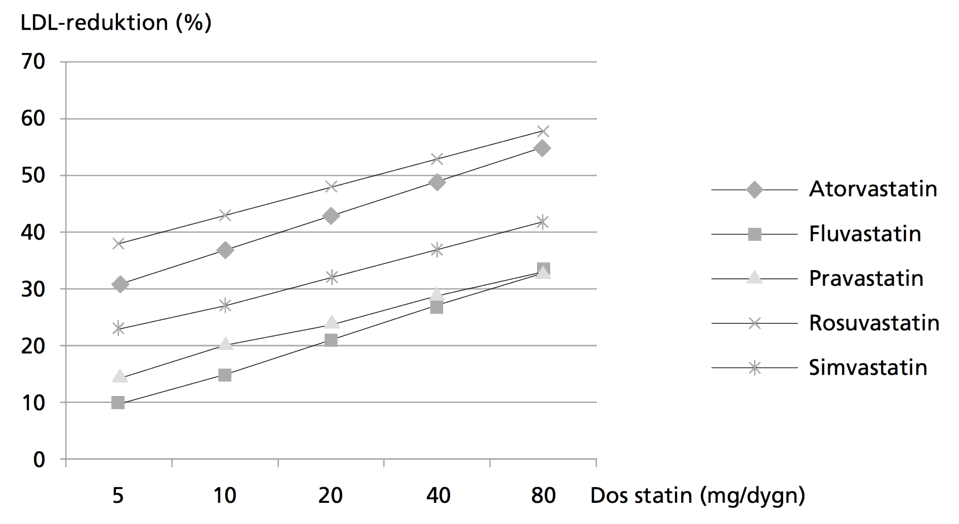 LDL-reduktion (%)
70
60
50
40
30
20
10
0
5 10 20 40 80 Dos statin (mg/dygn)
Atorvastatin
Fluvastatin
Pravastatin
Rosuvastatin
Simvastatin